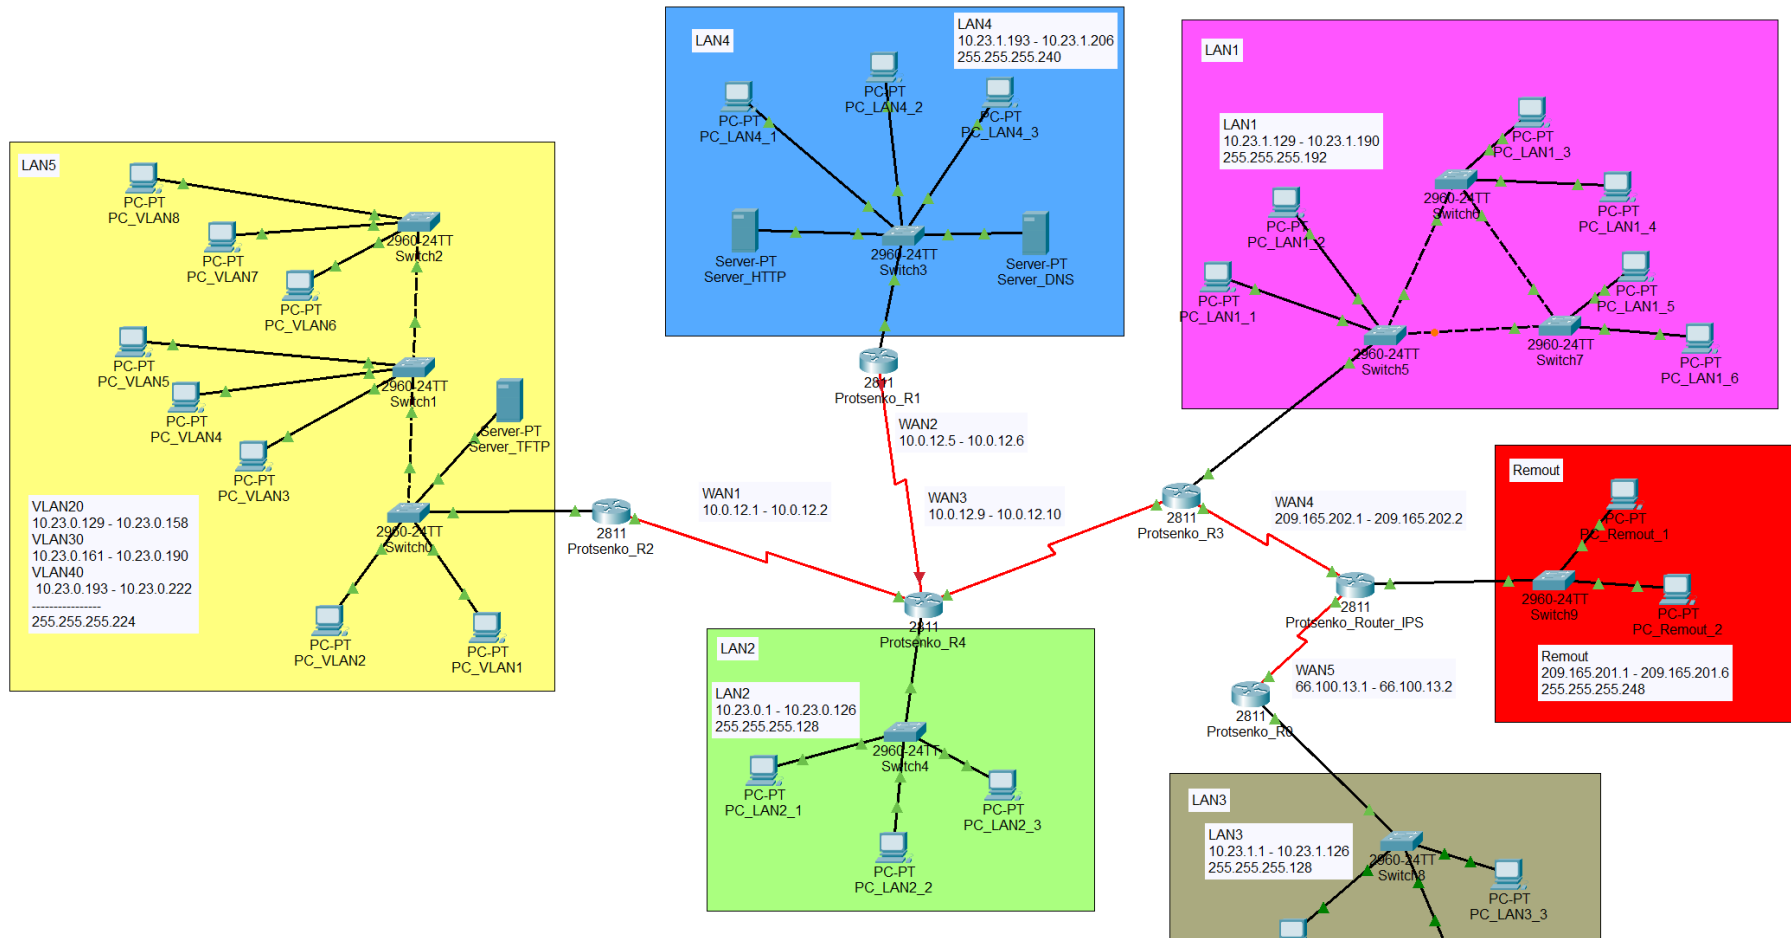 LAN5
PC-PT
PC_VLAN8
PC-PT
PC_VLAN7
PC-PT
PC_VLAN6
2960-24TT
Switch2
PC-PT
PC_VLAN5
PC-PT
PC_VLAN4
PC-PT
PC_VLAN3
2960-24TT
Switch1
Server-PT
Server_TFTP
2960-24TT
Switch0
PC-PT
PC_VLAN2
PC-PT
PC_VLAN1
VLAN20
10.23.0.129 - 10.23.0.158
VLAN30
10.23.0.161 - 10.23.0.190
VLAN40
10.23.0.193 - 10.23.0.222
----------------
255.255.255.224
2811
Protsenko_R2
WAN1
10.0.12.1 - 10.0.12.2
LAN4
LAN4
10.23.1.193 - 10.23.1.206
255.255.255.240
PC-PT
PC_LAN4_1
PC-PT
PC_LAN4_2
PC-PT
PC_LAN4_3
Server-PT
Server_HTTP
2960-24TT
Switch3
Server-PT
Server_DNS
2811
Protsenko_R1
WAN2
10.0.12.5 - 10.0.12.6
WAN3
10.0.12.9 - 10.0.12.10
2811
Protsenko_R4
LAN2
LAN2
10.23.0.1 - 10.23.0.126
255.255.255.128
2960-24TT
Switch4
PC-PT
PC_LAN2_1
PC-PT
PC_LAN2_2
PC-PT
PC_LAN2_3
LAN1
LAN1
10.23.1.129 - 10.23.1.190
255.255.255.192
PC-PT
PC_LAN1_3
2960-24TT
Switch6
PC-PT
PC_LAN1_4
PC-PT
PC_LAN1_2
PC-PT
PC_LAN1_1
PC-PT
PC_LAN1_5
2960-24TT
Switch5
2960-24TT
Switch7
PC-PT
PC_LAN1_6
2811
Protsenko_R3
WAN4
209.165.202.1 - 209.165.202.2
2811
Protsenko_Router_IPS
Remout
PC-PT
PC_Remout_1
2960-24TT
Switch9
PC-PT
PC_Remout_2
Remout
209.165.201.1 - 209.165.201.6
255.255.255.248
WAN5
66.100.13.1 - 66.100.13.2
2811
Protsenko_R0
LAN3
LAN3
10.23.1.1 - 10.23.1.126
255.255.255.128
2960-24TT
Switch8
PC-PT
PC_LAN3_3